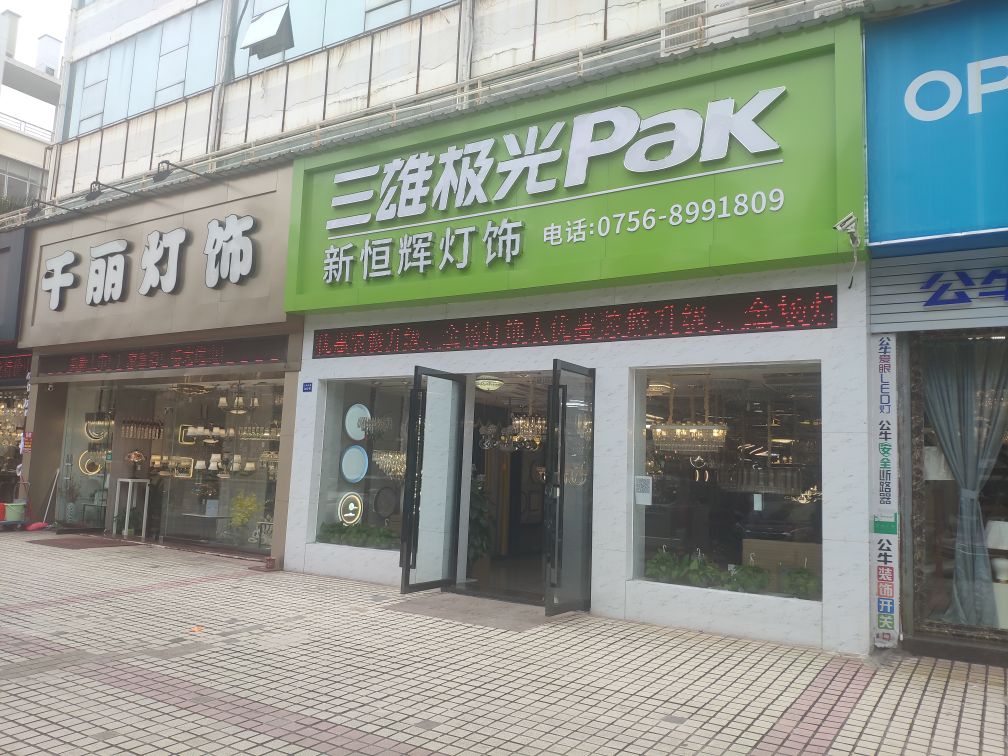 千丽灯饰
三雄极光Pak
新恒辉灯饰 电话:0756-8991809
OP
公牛
公牛爱眼LED灯 公牛安全断路器
公牛装饰开关